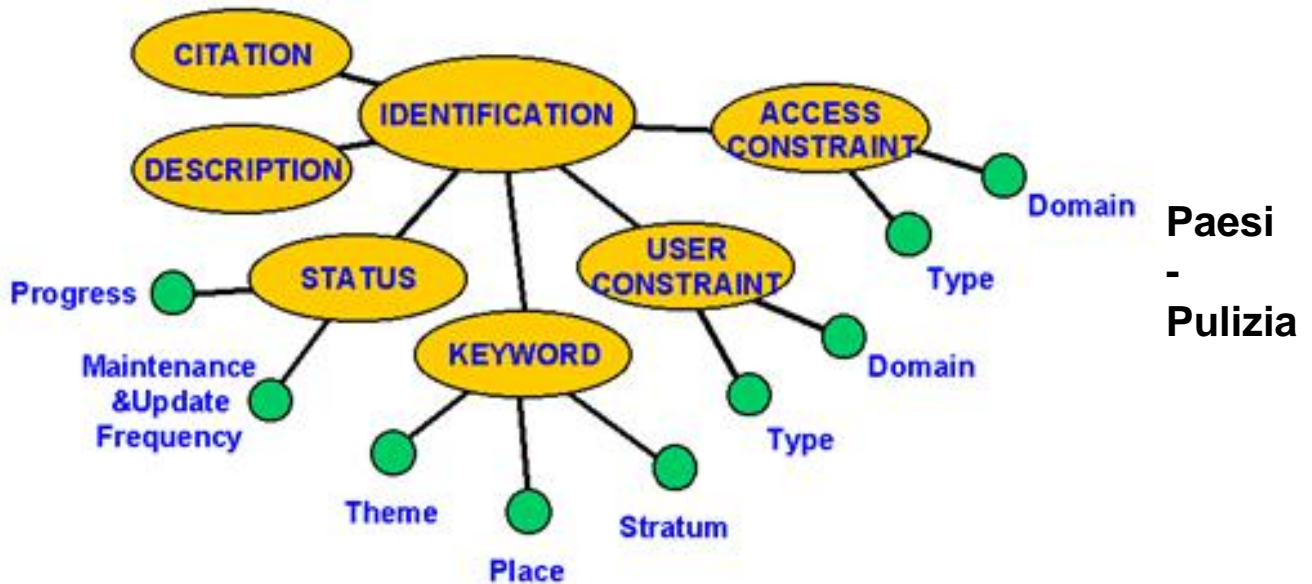 CITATION
IDENTIFICATION
ACCESS
CONSTRAINT
DESCRIPTION
Domain
Type
STATUS
USER
CONSTRAINT
Progress
Domain
Type
KEYWORD
Maintenance
&Update
Frequency
Theme
Place
Stratum
Paesi
-
Pulizia